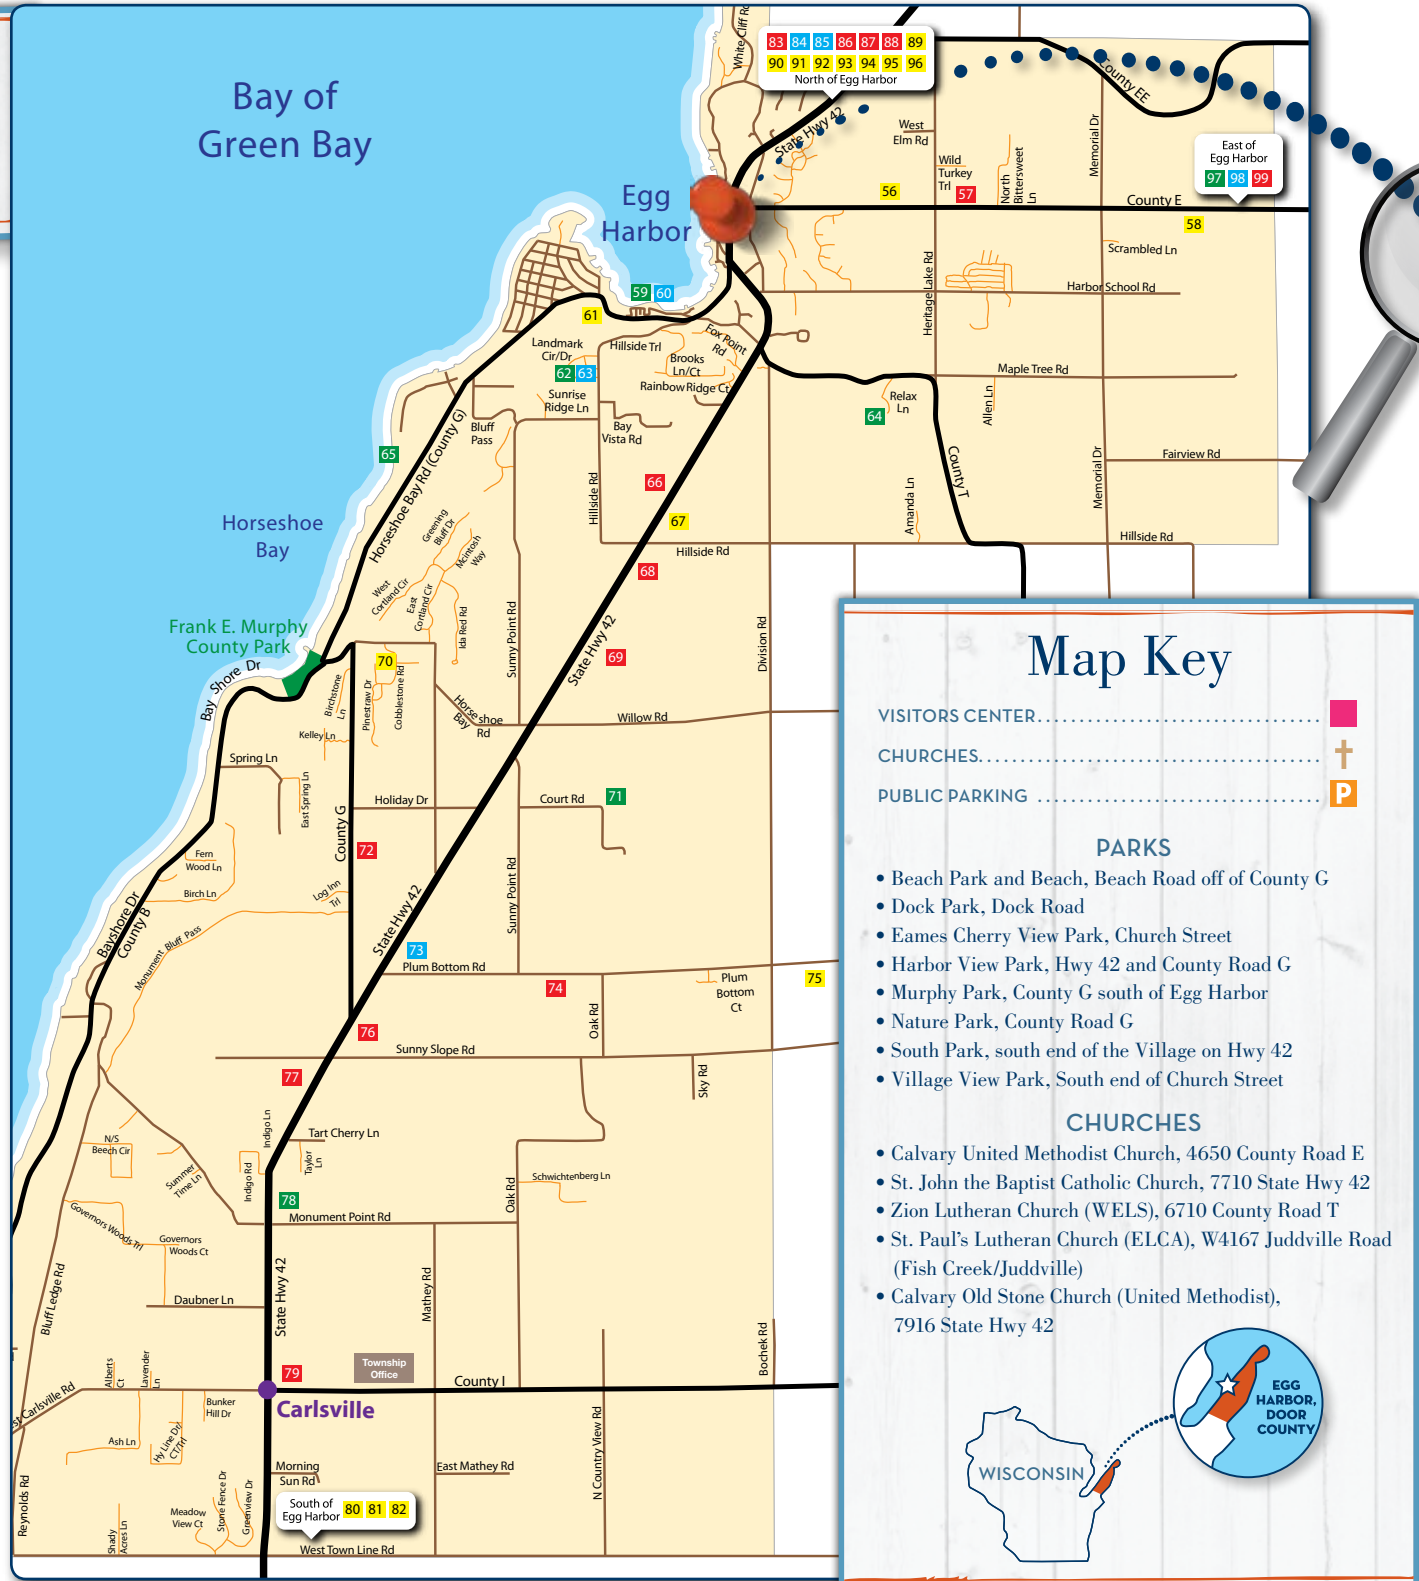 White Cliff Rd
83 84 85 86 87 88 89
90 91 92 93 94 95 96
North of Egg Harbor
County EE
Bay of
Green Bay
State Hwy 42
West
Elm Rd
Memorial Dr
East of
Egg Harbor
97 98 99
Wild
Turkey
Trl
North
Bittersweet
Ln
Egg
Harbor
56
57
County E
58
Scrambled Ln
Heritage Lake Rd
Harbor School Rd
59 60
61
Landmark
Cir/Dr
Hillside Trl
Fox Point
Rd
Brooks
Ln/Ct
62 63
Rainbow Ridge Ct
Maple Tree Rd
Sunrise
Ridge Ln
Relax
Ln
64
Allen Ln
Bluff
Pass
Bay
Vista Rd
65
Horseshoe Bay Rd (County G)
Hillside Rd
66
County T
Memorial Dr
Fairview Rd
Amanda Ln
67
Horseshoe
Bay
Greening
Bluff Dr
Mcintosh
Way
Hillside Rd
Hillside Rd
68
West
Cortland Cir
East
Cortland Cir
Ida Red Rd
Sunny Point Rd
State Hwy 42
Division Rd
Frank E. Murphy
County Park
69
70
Bay Shore Dr
Birchstone
Ln
Pinestraw Dr
Cobblestone Rd
Horseshoe
Bay
Rd
Willow Rd
Kelley Ln
Spring Ln
East Spring Ln
Holiday Dr
Court Rd
71
County G
72
Fern
Wood Ln
Birch Ln
Log Inn
Trl
Sunny Point Rd
State Hwy 42
Bayshore Dr
County B
Monument Bluff Pass
73
Plum Bottom Rd
74
Plum
Bottom
Ct
75
Oak Rd
76
Sunny Slope Rd
77
Sky Rd
Indigo Ln
Tart Cherry Ln
N/S
Beech Cir
Summer
Time Ln
Indigo Rd
Taylor
Ln
Schwichtenberg Ln
78
Oak Rd
Monument Point Rd
Governors Woods Trl
Governors
Woods Ct
Bluff Ledge Rd
State Hwy 42
Mathey Rd
Daubner Ln
Bochek Rd
Alberts
Ct
Lavender
Ln
79
Township
Office
County I
st Carlsville Rd
Carlsville
Bunker
Hill Dr
Ash Ln
Hy Line Dr/
CT/Trl
N Country View Rd
Morning
Sun Rd
East Mathey Rd
Reynolds Rd
Stone Fence Dr
Greenview Dr
Meadow
View Ct
Shady
Acres Ln
South of
Egg Harbor
80 81 82
West Town Line Rd
Map Key
VISITORS CENTER
CHURCHES
PUBLIC PARKING P
PARKS
• Beach Park and Beach, Beach Road off of County G
• Dock Park, Dock Road
• Eames Cherry View Park, Church Street
• Harbor View Park, Hwy 42 and County Road G
• Murphy Park, County G south of Egg Harbor
• Nature Park, County Road G
• South Park, south end of the Village on Hwy 42
• Village View Park, South end of Church Street
CHURCHES
• Calvary United Methodist Church, 4650 County Road E
• St. John the Baptist Catholic Church, 7710 State Hwy 42
• Zion Lutheran Church (WELS), 6710 County Road T
• St. Paul's Lutheran Church (ELCA), W4167 Juddville Road
(Fish Creek/Juddville)
• Calvary Old Stone Church (United Methodist),
7916 State Hwy 42
EGG
HARBOR,
DOOR
COUNTY
WISCONSIN